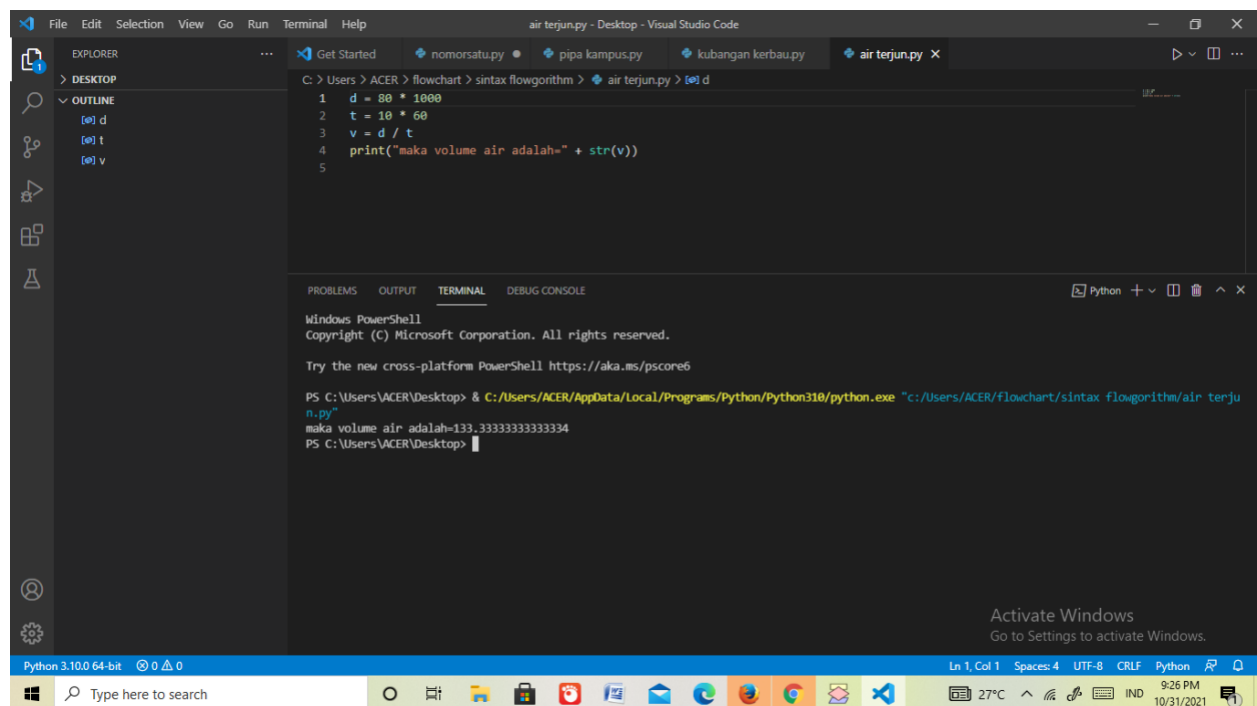 File Edit Selection View Go Run Terminal Help
air terjun.py - Desktop - Visual Studio Code
EXPLORER
Get Started nomorsatu.py pipa kampus.py kubangan kerbau.py air terjun.py
DESKTOP
OUTLINE
d
t
v
C: > Users > ACER > flowchart > sintax flowgorithm > air terjun.py > d
1 d = 80 * 1000
2 t = 10 * 60
3 v = d / t
4 print("maka volume air adalah=" + str(v))
5
PROBLEMS OUTPUT TERMINAL DEBUG CONSOLE
Python
Windows PowerShell
Copyright (C) Microsoft Corporation. All rights reserved.
Try the new cross-platform PowerShell https://aka.ms/pscore6
PS C:\Users\ACER\Desktop> & C:/Users/ACER/AppData/Local/Programs/Python/Python310/python.exe "c:/Users/ACER/flowchart/sintax flowgorithm/air terju
n.py"
maka volume air adalah=133.33333333333334
PS C:\Users\ACER\Desktop>
Activate Windows
Go to Settings to activate Windows.
Python 3.10.0 64-bit 0 0
Ln 1, Col 1 Spaces: 4 UTF-8 CRLF Python
Type here to search
27°C IND
9:26 PM
10/31/2021
1